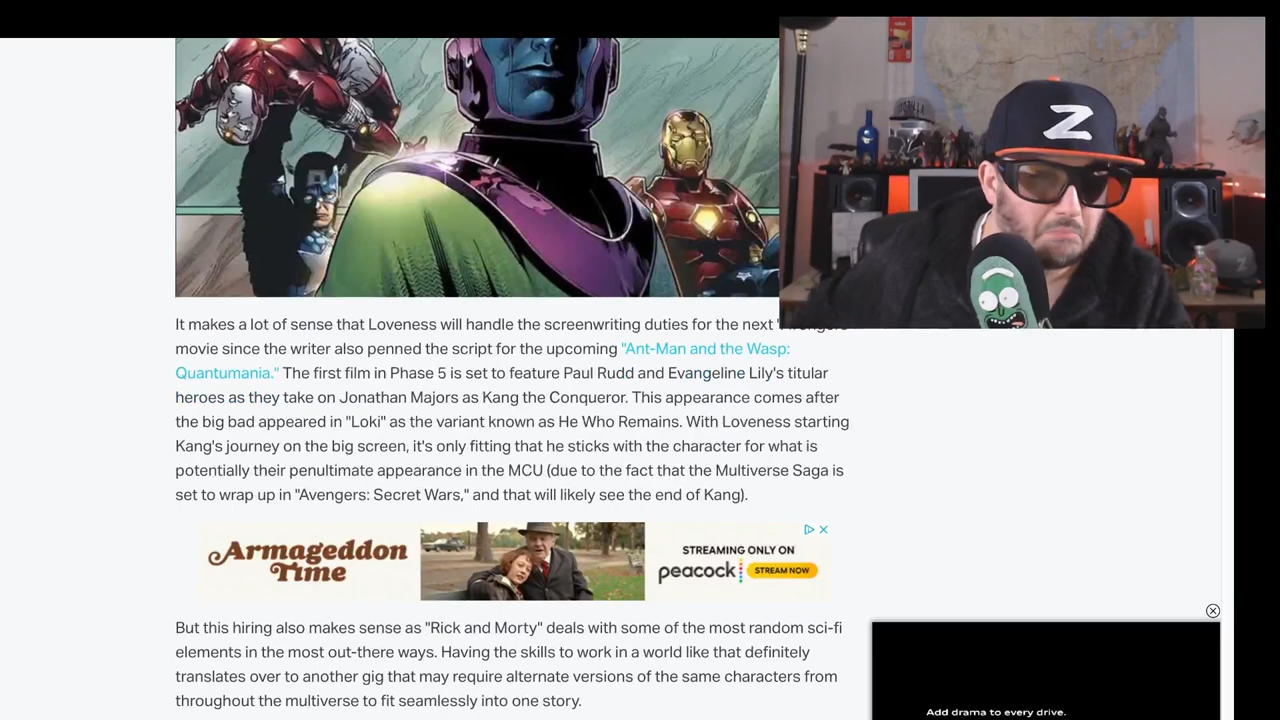 Z
It makes a lot of sense that Loveness will handle the screenwriting duties for the next "Avengers"
movie since the writer also penned the script for the upcoming "Ant-Man and the Wasp:
Quantumania." The first film in Phase 5 is set to feature Paul Rudd and Evangeline Lily's titular
heroes as they take on Jonathan Majors as Kang the Conqueror. This appearance comes after
the big bad appeared in "Loki" as the variant known as He Who Remains. With Loveness starting
Kang's journey on the big screen, it's only fitting that he sticks with the character for what is
potentially their penultimate appearance in the MCU (due to the fact that the Multiverse Saga is
set to wrap up in "Avengers: Secret Wars," and that will likely see the end of Kang).
Armageddon
Time
STREAMING ONLY ON
peacock
STREAM NOW
But this hiring also makes sense as "Rick and Morty" deals with some of the most random sci-fi
elements in the most out-there ways. Having the skills to work in a world like that definitely
translates over to another gig that may require alternate versions of the same characters from
throughout the multiverse to fit seamlessly into one story.
Add drama to every drive.